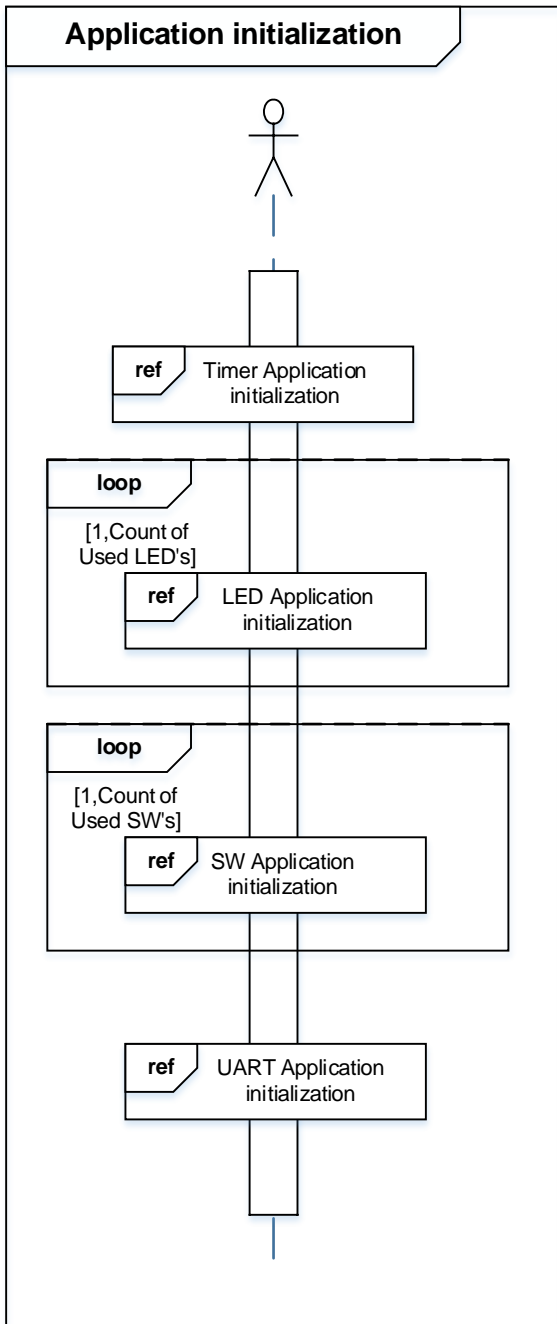 Application initialization
ref
Timer Application
initialization
loop
[1,Count of
Used LED's]
ref
LED Application
initialization
loop
[1,Count of
Used SW's]
ref
SW Application
initialization
ref
UART Application
initialization